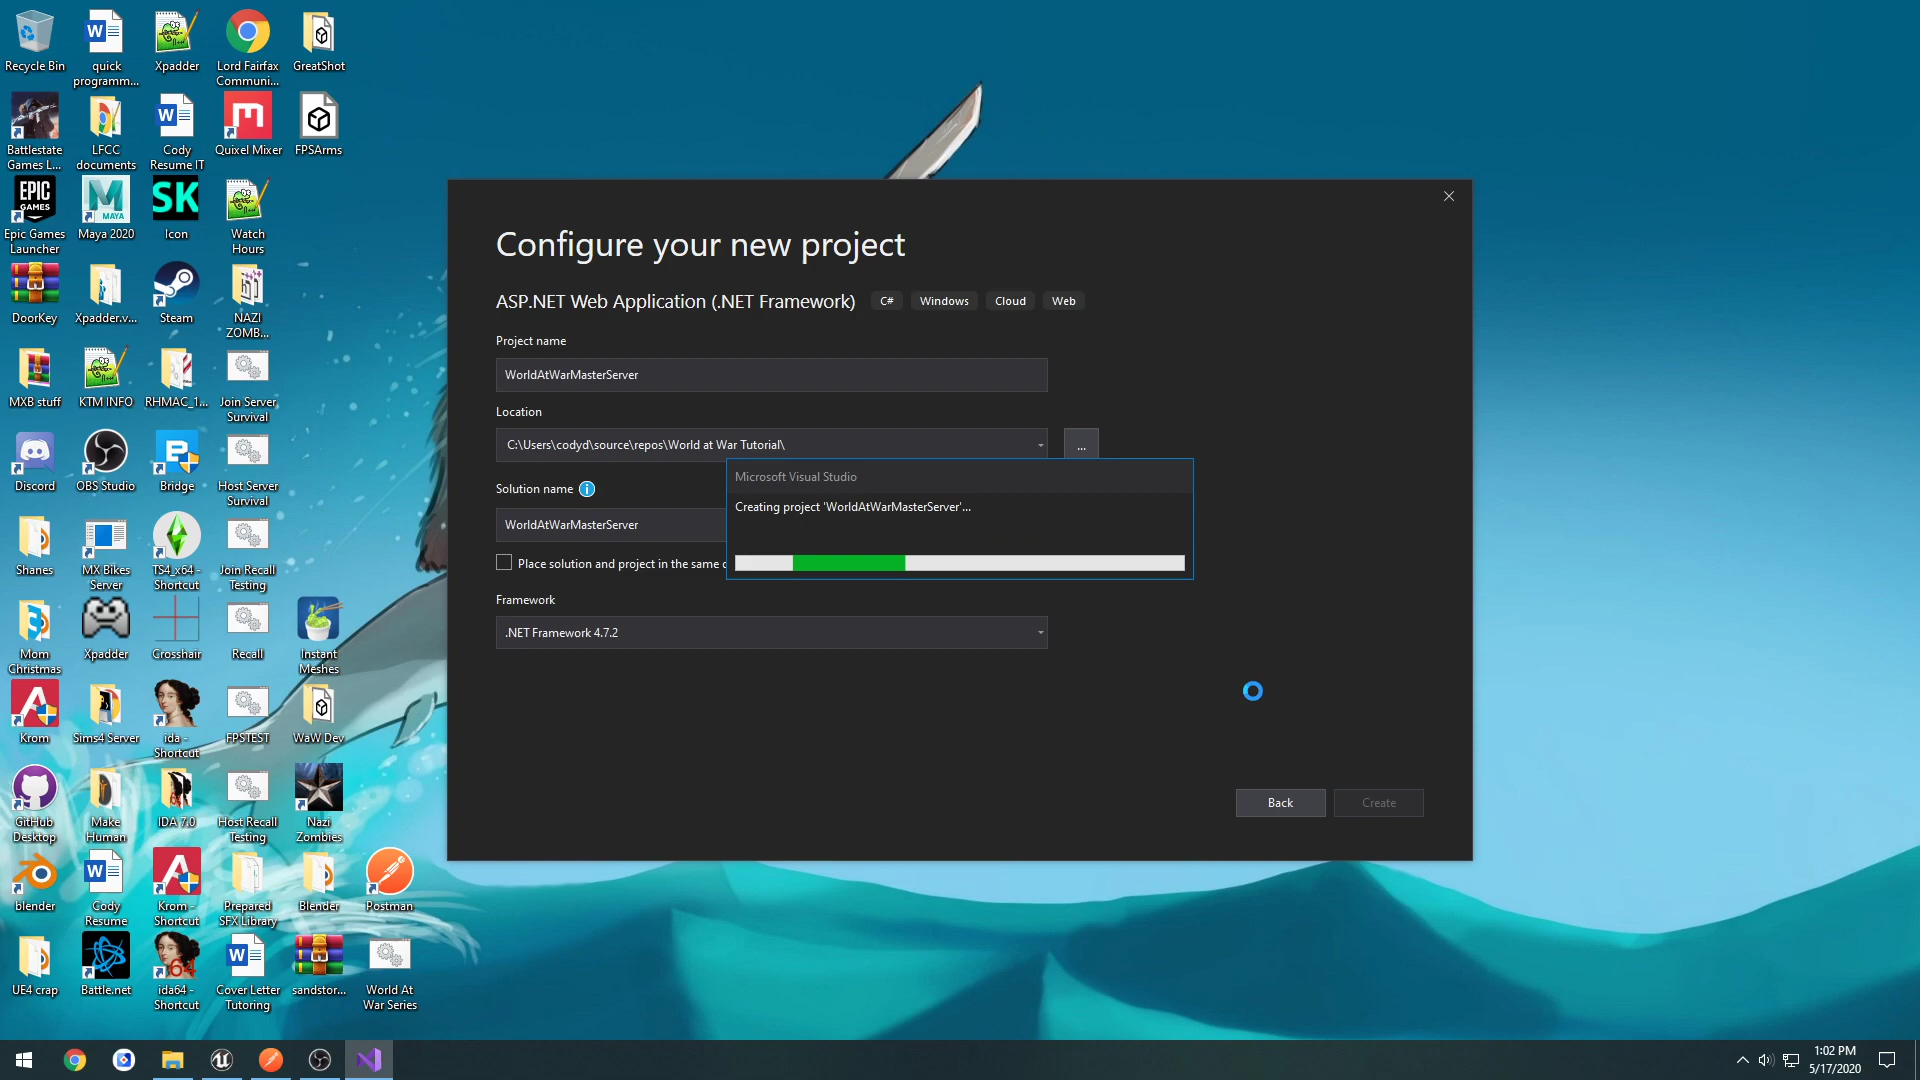 Recycle Bin
quick
programm...
Xpadder
Lord Fairfax
Communi...
GreatShot
Battlestate
Games L...
LFCC
documents
Cody
Resume IT
Quixel Mixer
FPSArms
EPIC
GAMES
Epic Games
Launcher
MAYA
Maya 2020
SK
Icon
Watch
Hours
DoorKey
Xpadder.v...
Steam
NAZI
ZOMB...
MXB stuff
KTM INFO
RHMAC_1...
Join Server
Survival
Discord
OBS Studio
Bridge
Host Server
Survival
Shanes
MX Bikes
Server
TS4_x64 -
Shortcut
Join Recall
Testing
Mom
Christmas
Xpadder
Crosshair
Recall
Instant
Meshes
Krom
Sims4 Server
ida -
Shortcut
FPSTEST
WaW Dev
GitHub
Desktop
Make
Human
IDA 7.0
Host Recall
Testing
Nazi
Zombies
blender
Cody
Resume
Krom -
Shortcut
Prepared
SFX Library
Blender
Postman
UE4 crap
Battle.net
64
ida64 -
Shortcut
Cover Letter
Tutoring
sandstor...
World At
War Series
Configure your new project
ASP.NET Web Application (.NET Framework)
C#
Windows
Cloud
Web
Project name
WorldAtWarMasterServer
Location
C:\Users\codyd\source\repos\World at War Tutorial\
...
Solution name
WorldAtWarMasterServer
Place solution and project in the same
Microsoft Visual Studio
Creating project 'WorldAtWarMasterServer'...
Framework
.NET Framework 4.7.2
Back
Create
1:02 PM
5/17/2020